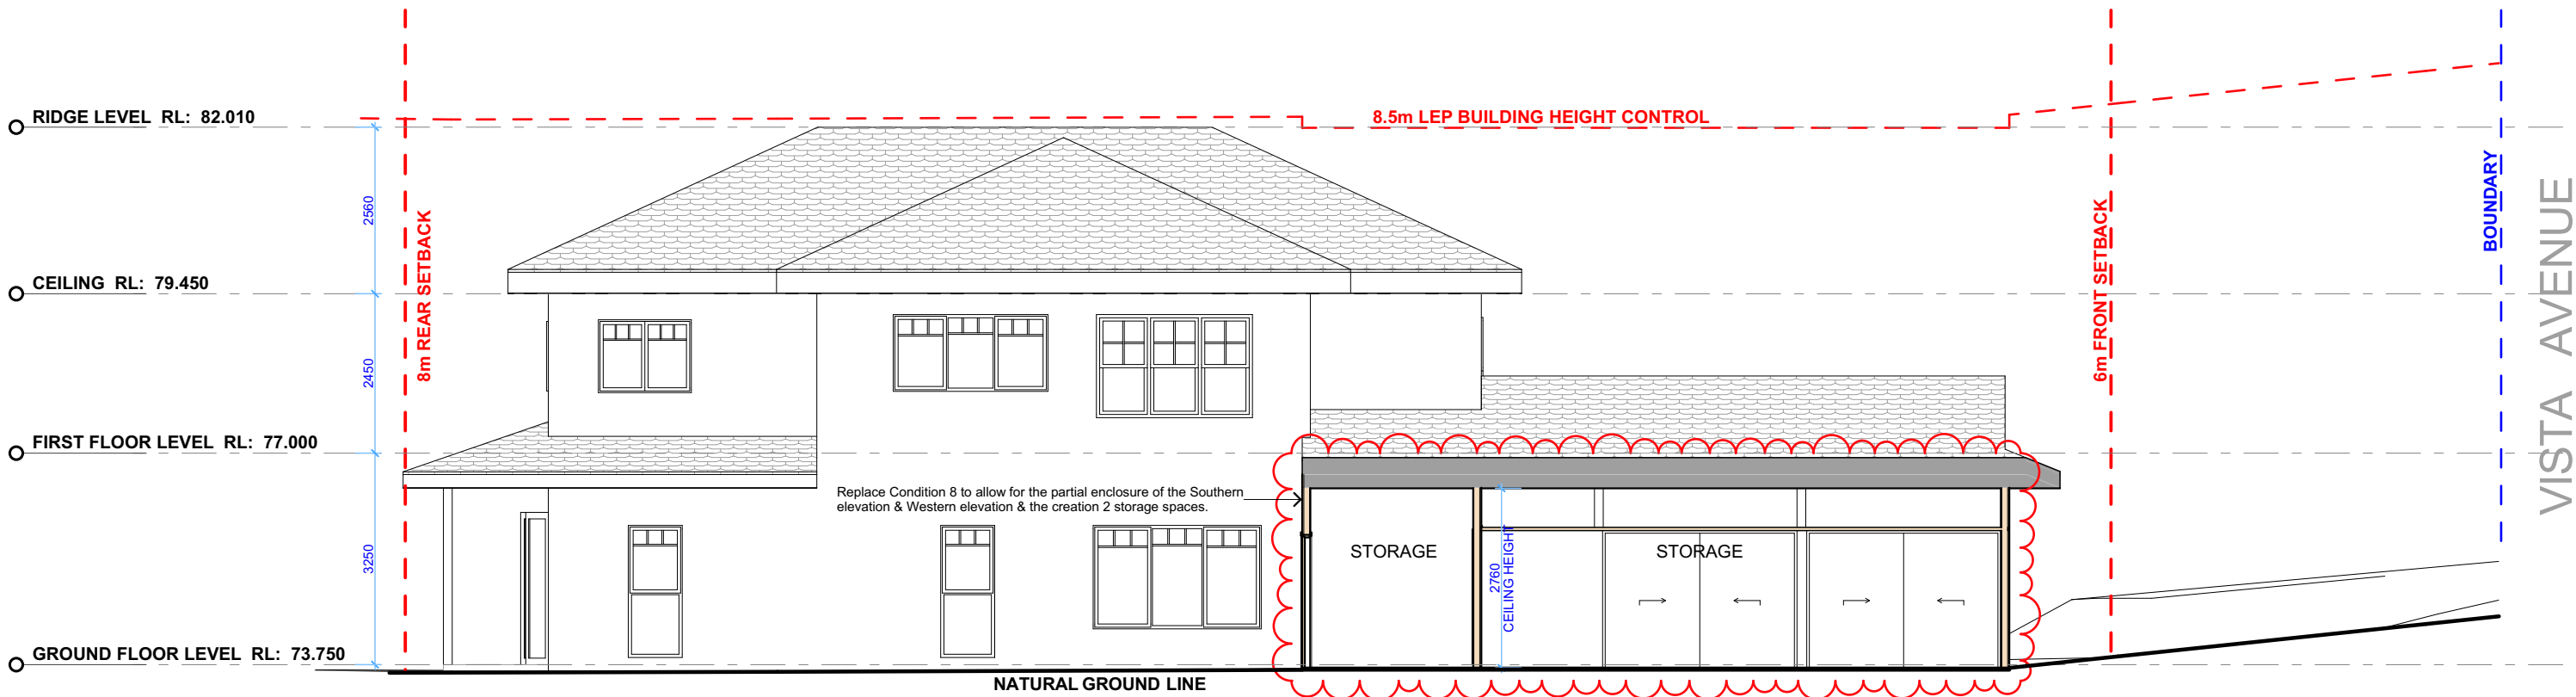 RIDGE LEVEL RL: 82.010
8.5m LEP BUILDING HEIGHT CONTROL
CEILING RL: 79.450
FIRST FLOOR LEVEL RL: 77.000
GROUND FLOOR LEVEL RL: 73.750
2560
2450
3250
8m REAR SETBACK
Replace Condition 8 to allow for the partial enclosure of the Southern
elevation & Western elevation & the creation 2 storage spaces.
STORAGE
2760
CEILING HEIGHT
STORAGE
NATURAL GROUND LINE
6m FRONT SETBACK
BOUNDARY
VISTA AVENUE